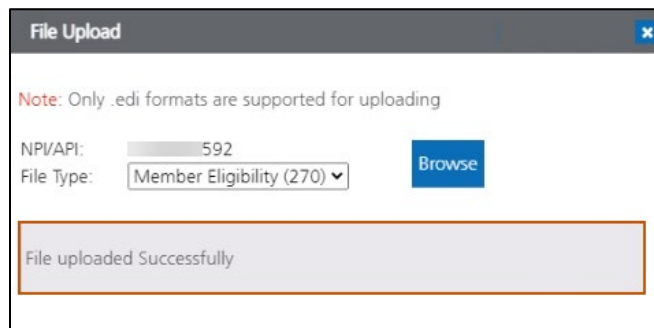 File Upload
Note: Only .edi formats are supported for uploading
NPI/API: 592
File Type: Member Eligibility (270)
Browse
File uploaded Successfully